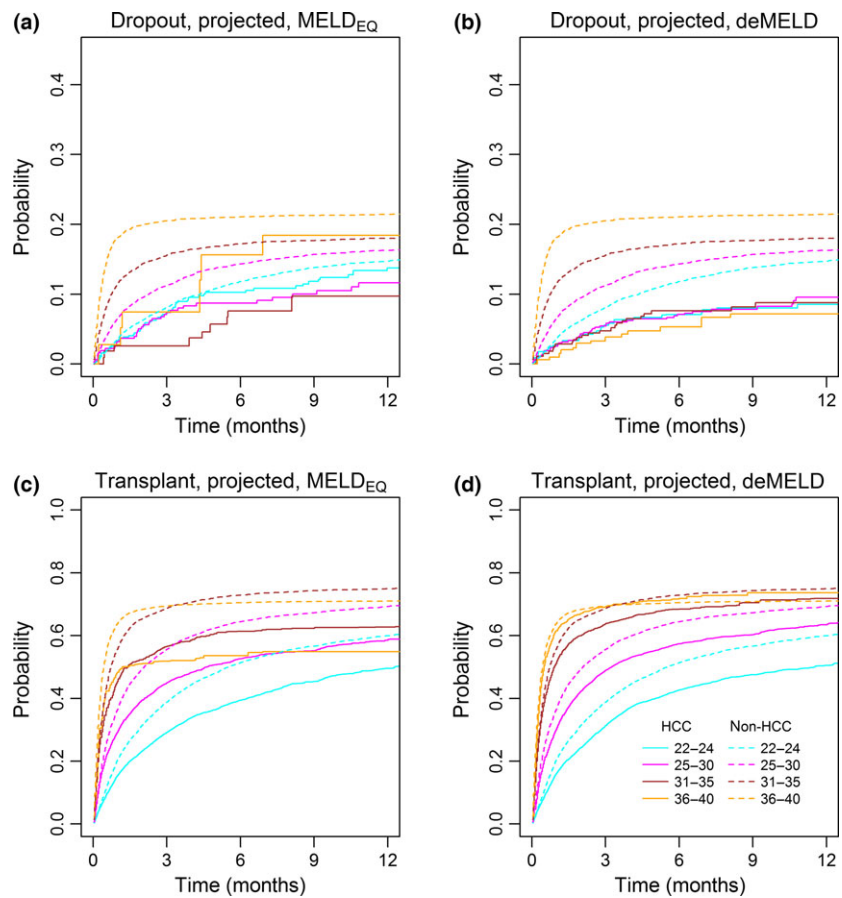 (a) Dropout, projected, MELD_EQ
Probability
0.4
0.3
0.2
0.1
0.0
0 3 6 9 12
Time (months)
(b) Dropout, projected, deMELD
Probability
0.4
0.3
0.2
0.1
0.0
0 3 6 9 12
Time (months)
(c) Transplant, projected, MELD_EQ
Probability
1.0
0.8
0.6
0.4
0.2
0.0
0 3 6 9 12
Time (months)
(d) Transplant, projected, deMELD
Probability
1.0
0.8
0.6
0.4
0.2
0.0
HCC Non-HCC
22–24 22–24
25–30 25–30
31–35 31–35
36–40 36–40
0 3 6 9 12
Time (months)